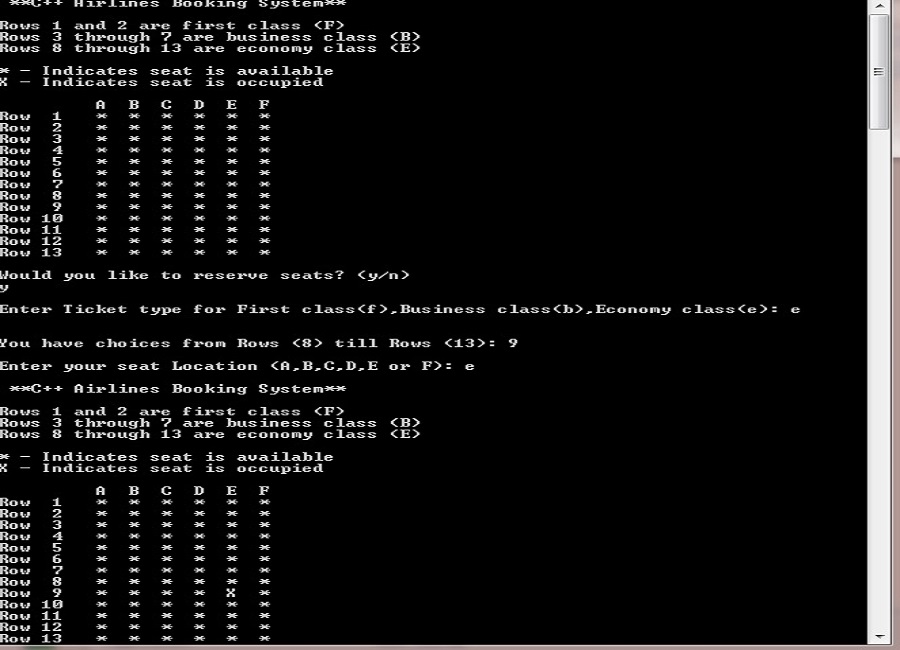 **C++ Airlines Booking System**
Rows 1 and 2 are first class (F)
Rows 3 through 7 are business class (B)
Rows 8 through 13 are economy class (E)
* - Indicates seat is available
X - Indicates seat is occupied
A B C D E F
Row 1 * * * * * *
Row 2 * * * * * *
Row 3 * * * * * *
Row 4 * * * * * *
Row 5 * * * * * *
Row 6 * * * * * *
Row 7 * * * * * *
Row 8 * * * * * *
Row 9 * * * * * *
Row 10 * * * * * *
Row 11 * * * * * *
Row 12 * * * * * *
Row 13 * * * * * *
Would you like to reserve seats? (y/n)
y
Enter Ticket type for First class(f),Business class(b),Economy class(e): e
You have choices from Rows (8) till Rows (13): 9
Enter your seat Location (A,B,C,D,E or F): e
**C++ Airlines Booking System**
Rows 1 and 2 are first class (F)
Rows 3 through 7 are business class (B)
Rows 8 through 13 are economy class (E)
* - Indicates seat is available
X - Indicates seat is occupied
A B C D E F
Row 1 * * * * * *
Row 2 * * * * * *
Row 3 * * * * * *
Row 4 * * * * * *
Row 5 * * * * * *
Row 6 * * * * * *
Row 7 * * * * * *
Row 8 * * * * * *
Row 9 * * * * X *
Row 10 * * * * * *
Row 11 * * * * * *
Row 12 * * * * * *
Row 13 * * * * * *